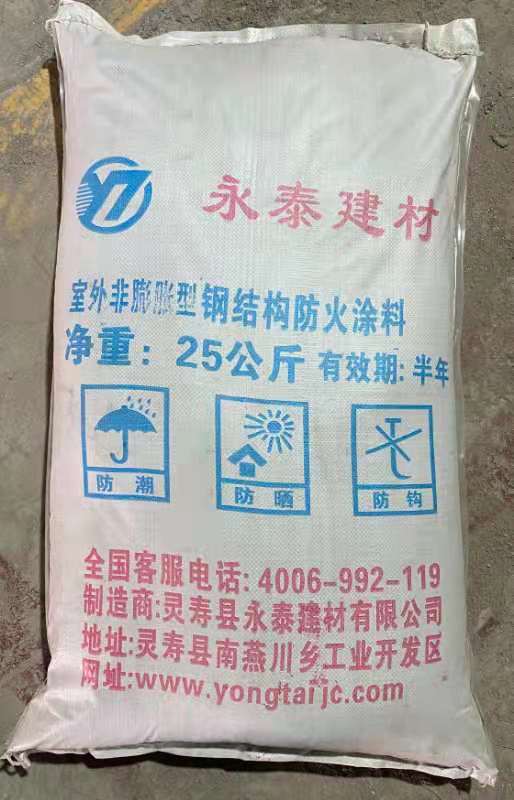 永泰建材
室外非膨胀型钢结构防火涂料
净重：25公斤 有效期：半年
防潮 防晒 防钩
全国客服电话：4006-992-119
制造商：灵寿县永泰建材有限公司
地址：灵寿县南燕川乡工业开发区
网址：www.yongtaijc.com